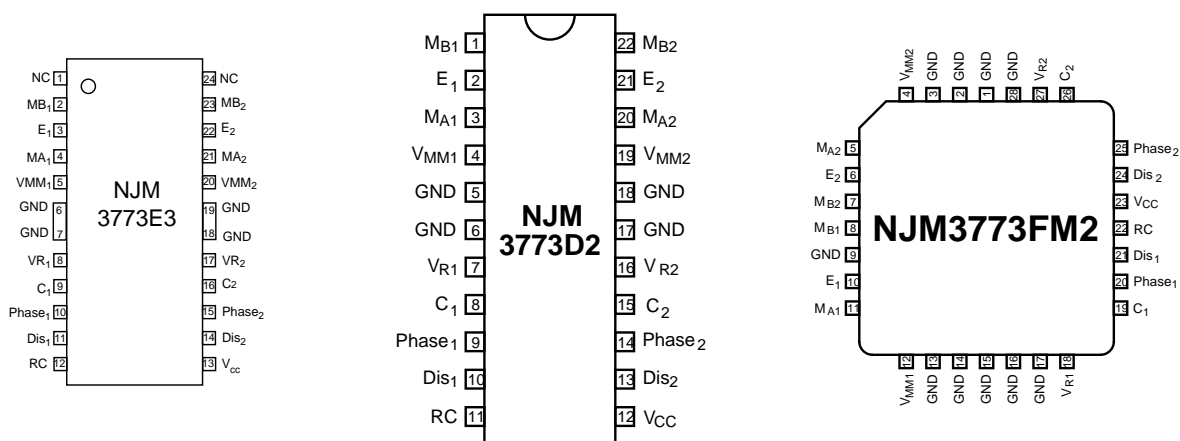 NC 1 24 NC
MB1 2 23 MB2
E1 3 22 E2
MA1 4 21 MA2
VMM1 5 20 VMM2
GND 6 19 GND
GND 7 18 GND
VR1 8 17 VR2
C1 9 16 C2
Phase1 10 15 Phase2
Dis1 11 14 Dis2
RC 12 13 Vcc
NJM
3773E3
MB1 1 22 MB2
E1 2 21 E2
MA1 3 20 MA2
VMM1 4 19 VMM2
GND 5 18 GND
GND 6 17 GND
VR1 7 16 VR2
C1 8 15 C2
Phase1 9 14 Phase2
Dis1 10 13 Dis2
RC 11 12 VCC
NJM
3773D2
VMM2 GND GND GND GND VR2 C2
4 3 2 1 28 27 26
MA2 5 25 Phase2
E2 6 24 Dis2
MB2 7 23 VCC
MB1 8 22 RC
GND 9 21 Dis1
E1 10 20 Phase1
MA1 11 19 C1
NJM3773FM2
12 13 14 15 16 17 18
VMM1 GND GND GND GND GND VR1